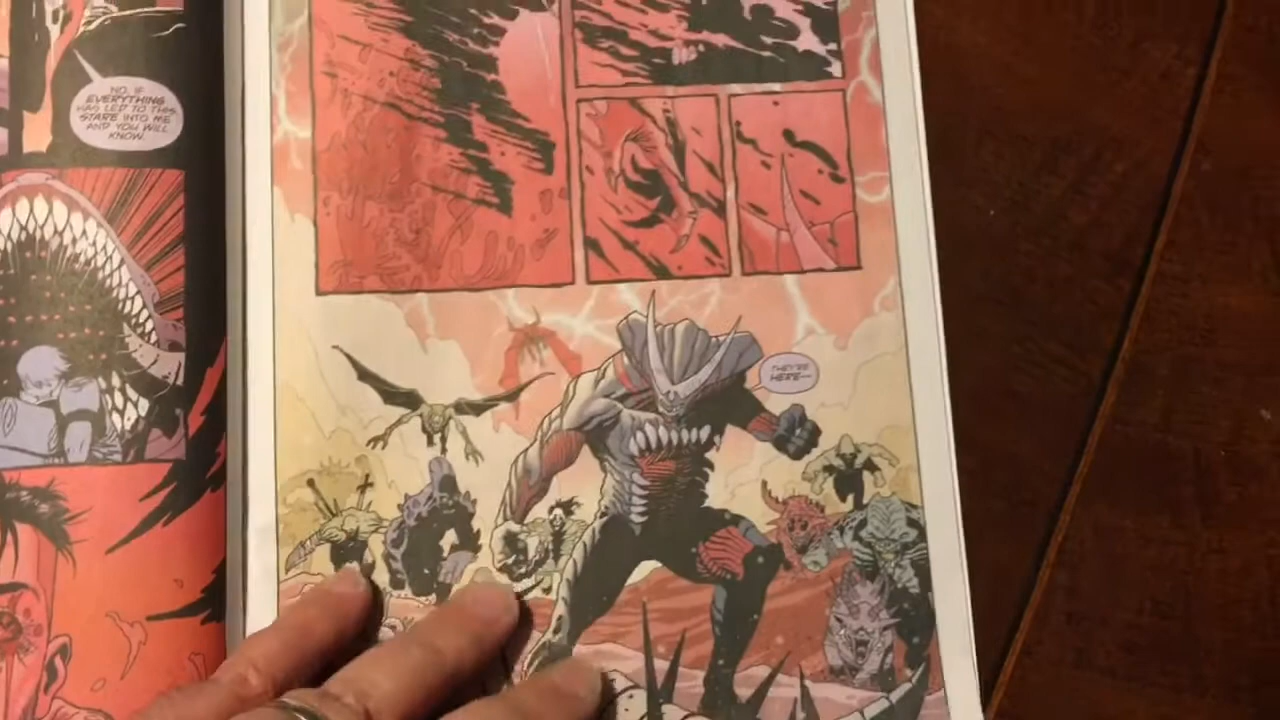 NO. IF
EVERYTHING
HAS LED TO THIS
STARE INTO ME
AND YOU WILL
KNOW.
THEY'RE
HERE—